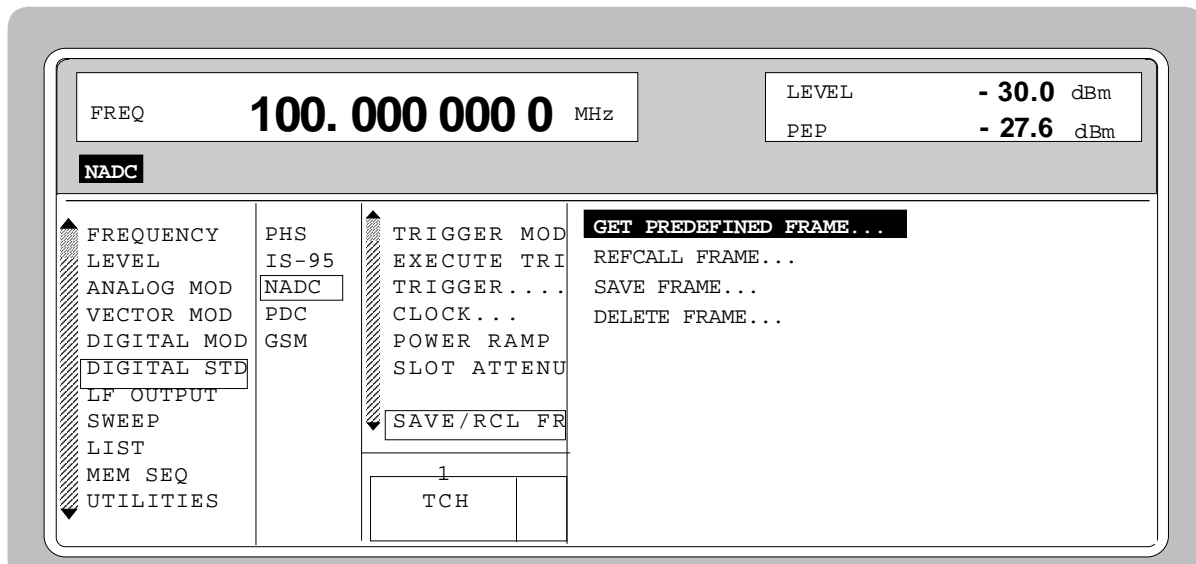 FREQ 100. 000 000 0 MHz
LEVEL - 30.0 dBm
PEP - 27.6 dBm
NADC
FREQUENCY
LEVEL
ANALOG MOD
VECTOR MOD
DIGITAL MOD
DIGITAL STD
LF OUTPUT
SWEEP
LIST
MEM SEQ
UTILITIES
PHS
IS-95
NADC
PDC
GSM
TRIGGER MOD
EXECUTE TRI
TRIGGER....
CLOCK...
POWER RAMP
SLOT ATTENU
SAVE/RCL FR
1
TCH
GET PREDEFINED FRAME...
REFCALL FRAME...
SAVE FRAME...
DELETE FRAME...